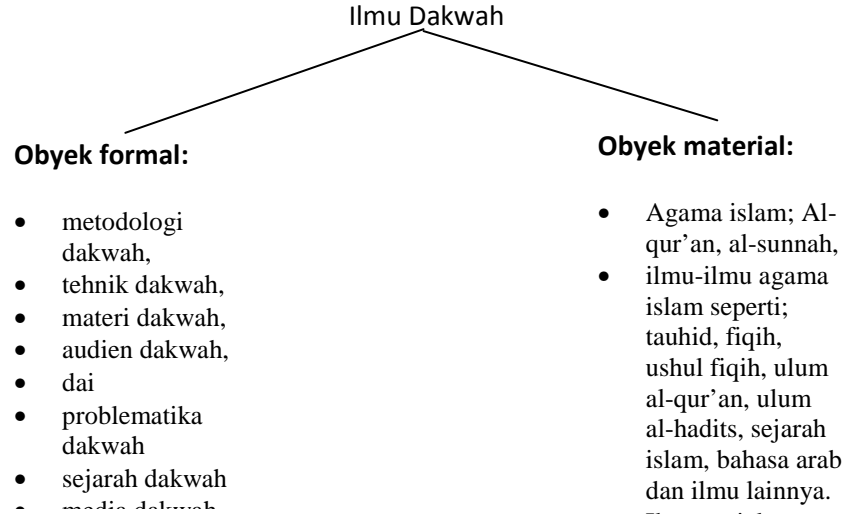 Ilmu Dakwah
Obyek formal:
• metodologi
dakwah,
• tehnik dakwah,
• materi dakwah,
• audien dakwah,
• dai
• problematika
dakwah
• sejarah dakwah
• media dakwah
Obyek material:
• Agama islam; Al-
qur’an, al-sunnah,
• ilmu-ilmu agama
islam seperti;
tauhid, fiqih,
ushul fiqih, ulum
al-qur’an, ulum
al-hadits, sejarah
islam, bahasa arab
dan ilmu lainnya.